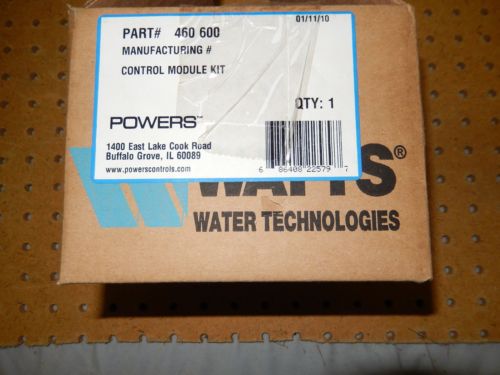 01/11/10
PART# 460 600
MANUFACTURING #
CONTROL MODULE KIT
QTY: 1
POWERS™
1400 East Lake Cook Road
Buffalo Grove, IL 60089
www.powerscontrols.com
6 86408 22579 7
WATTS®
WATER TECHNOLOGIES